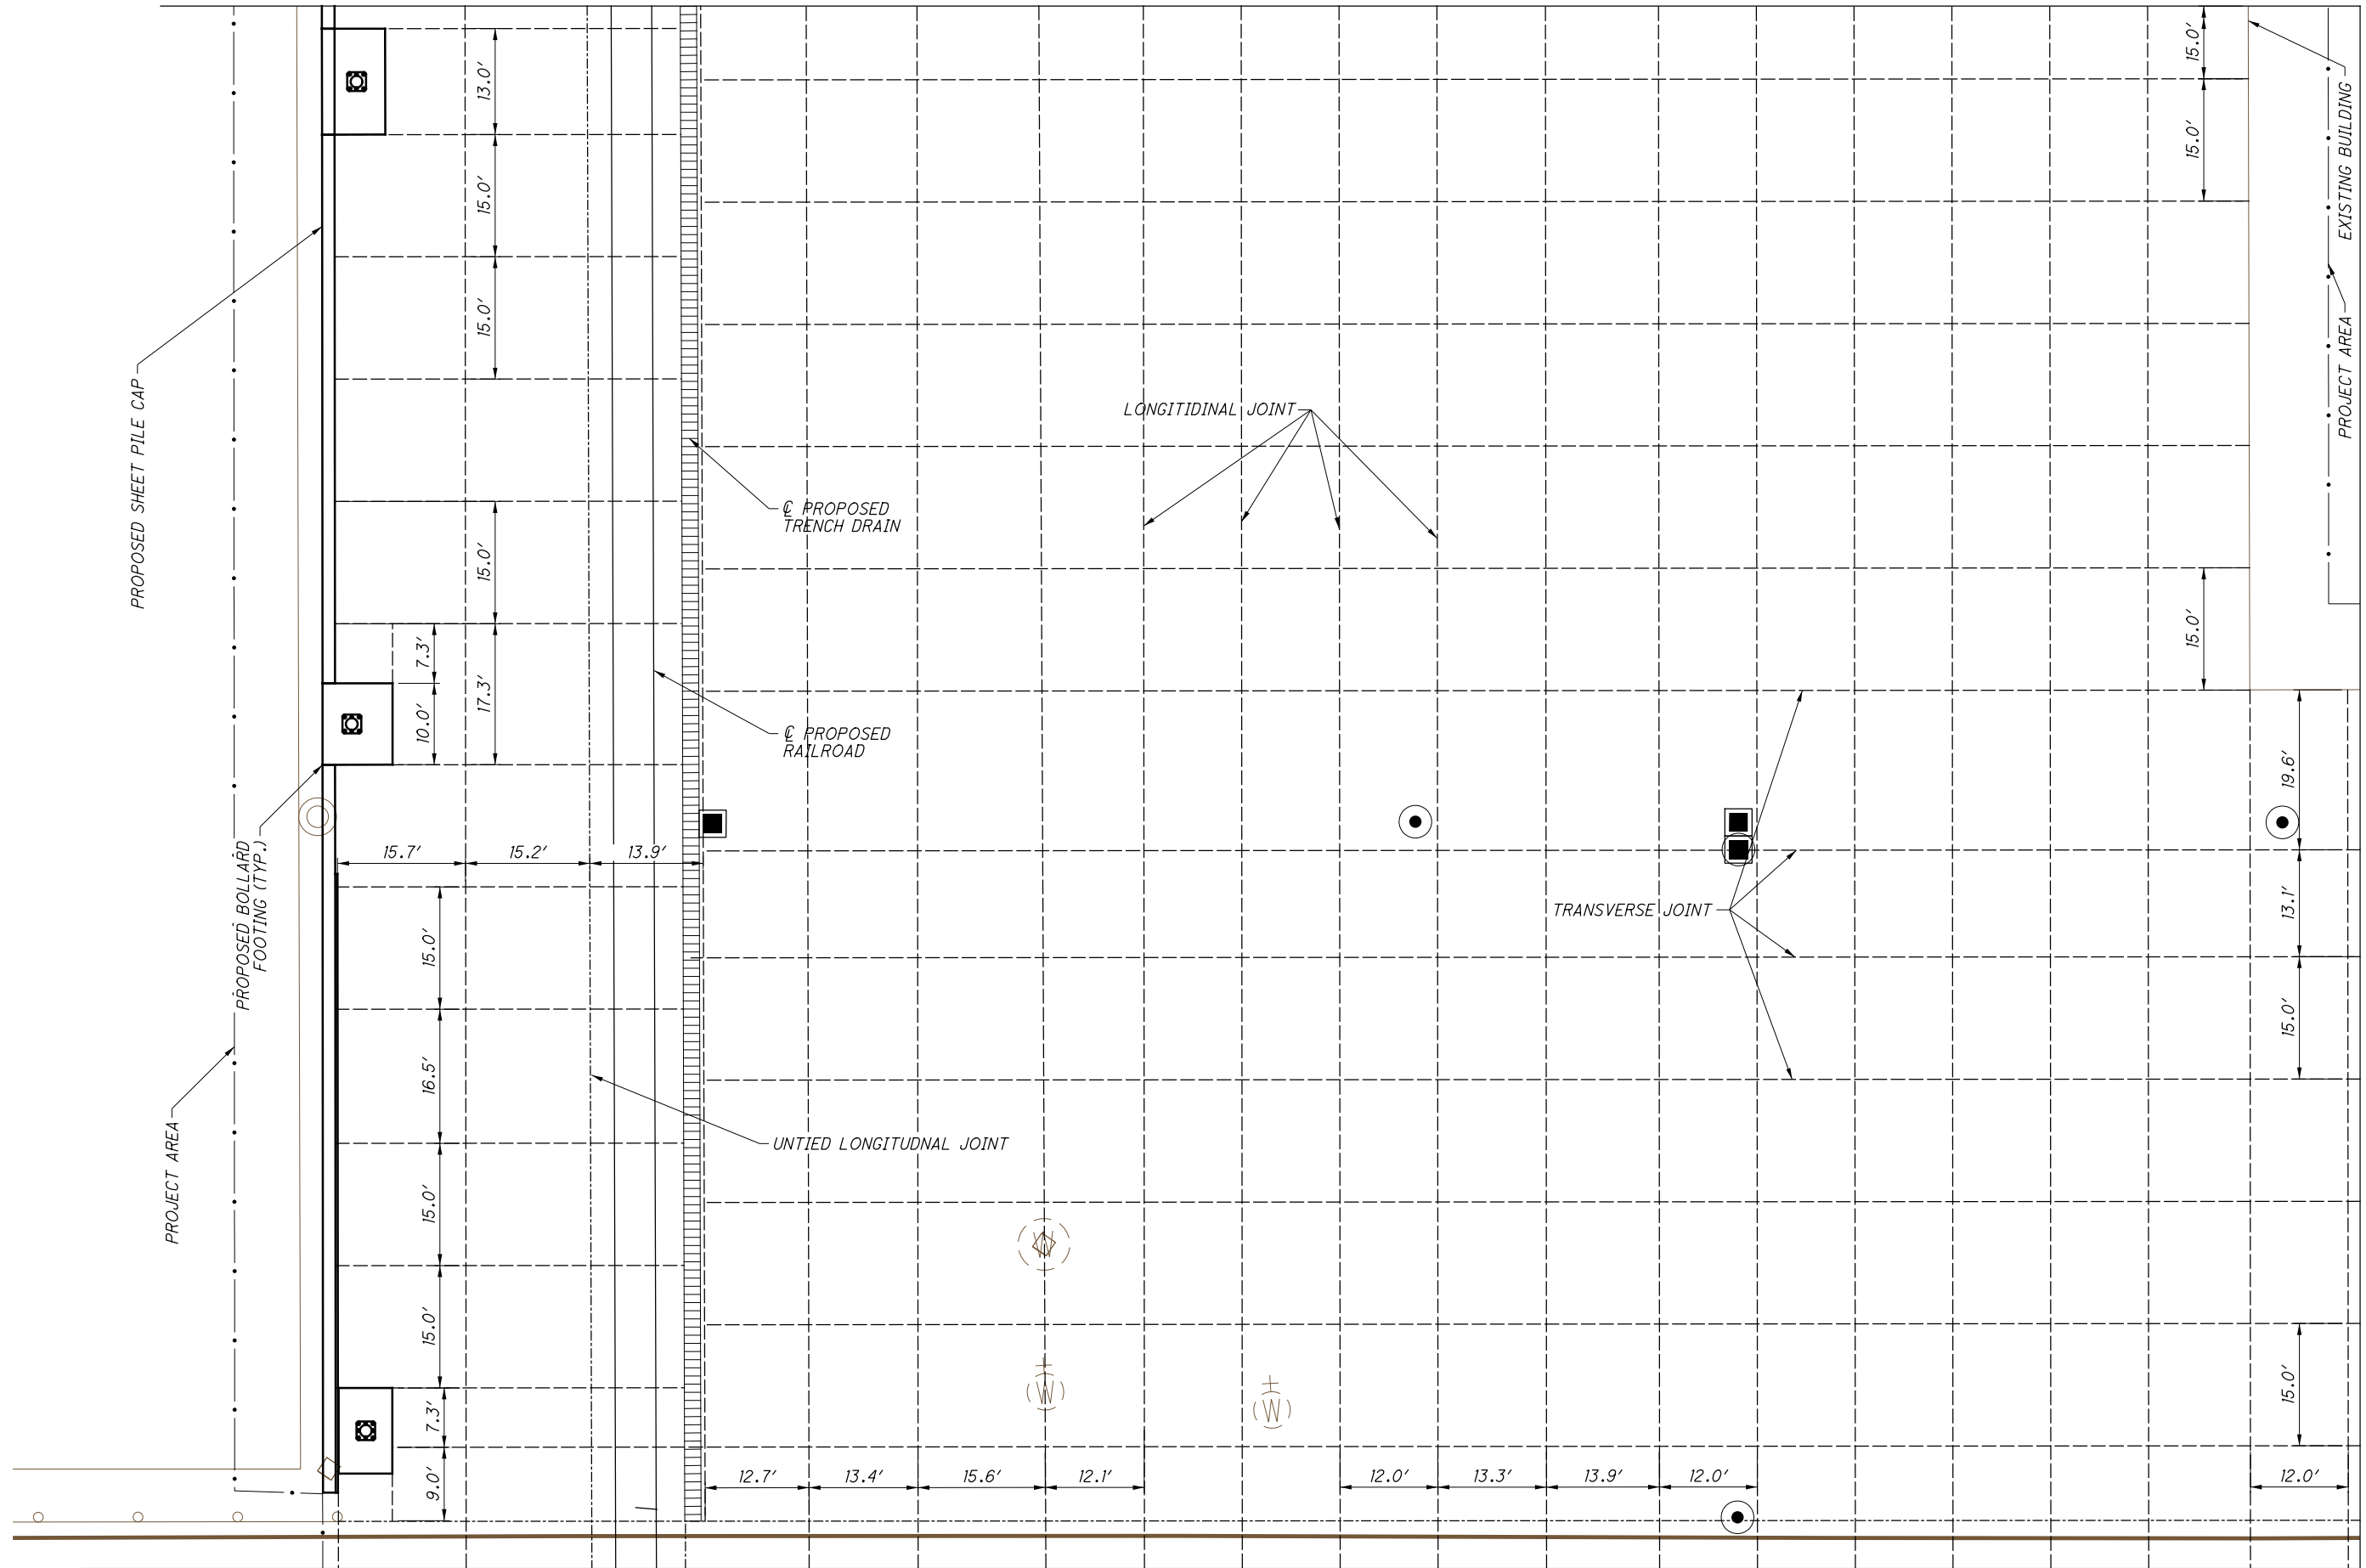 13.0'
15.0'
15.0'
15.0'
17.3'
7.3'
10.0'
PROPOSED SHEET PILE CAP
PROPOSED BOLLARD
FOOTING (TYP.)
PROJECT AREA
15.7'
15.2'
13.9'
15.0'
16.5'
15.0'
15.0'
7.3'
9.0'
℄ PROPOSED
TRENCH DRAIN
℄ PROPOSED
RAILROAD
UNTIED LONGITUDNAL JOINT
LONGITIDINAL JOINT
TRANSVERSE JOINT
W
W
W
12.7'
13.4'
15.6'
12.1'
12.0'
13.3'
13.9'
12.0'
12.0'
15.0'
15.0'
15.0'
EXISTING BUILDING
PROJECT AREA
19.6'
13.1'
15.0'
15.0'